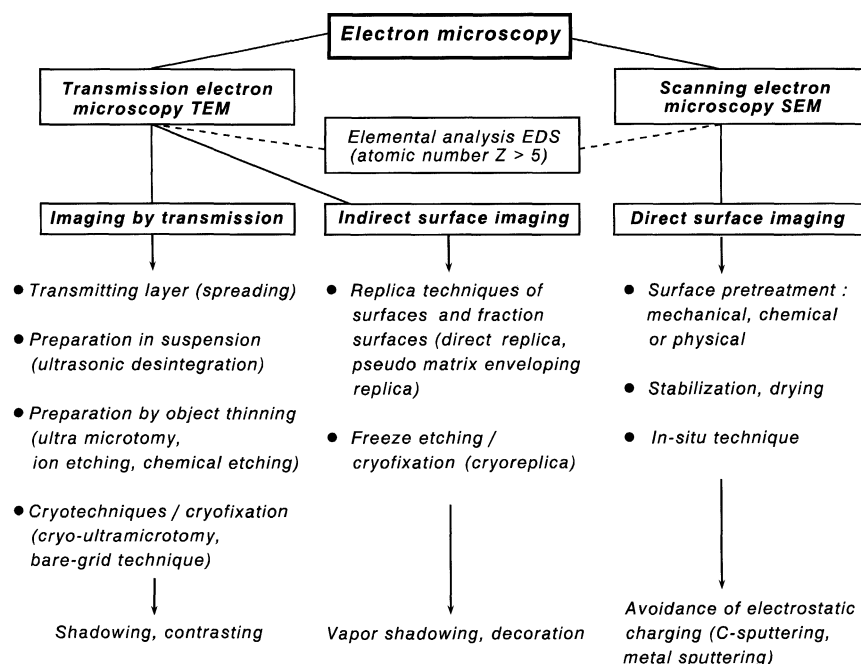 Electron microscopy
Transmission electron
microscopy TEM
Scanning electron
microscopy SEM
Elemental analysis EDS
(atomic number Z > 5)
Imaging by transmission
Indirect surface imaging
Direct surface imaging
● Transmitting layer (spreading)
● Preparation in suspension
(ultrasonic desintegration)
● Preparation by object thinning
(ultra microtomy,
ion etching, chemical etching)
● Cryotechniques / cryofixation
(cryo-ultramicrotomy,
bare-grid technique)
Shadowing, contrasting
● Replica techniques of
surfaces and fraction
surfaces (direct replica,
pseudo matrix enveloping
replica)
● Freeze etching /
cryofixation (cryoreplica)
Vapor shadowing, decoration
● Surface pretreatment :
mechanical, chemical
or physical
● Stabilization, drying
● In-situ technique
Avoidance of electrostatic
charging (C-sputtering,
metal sputtering)